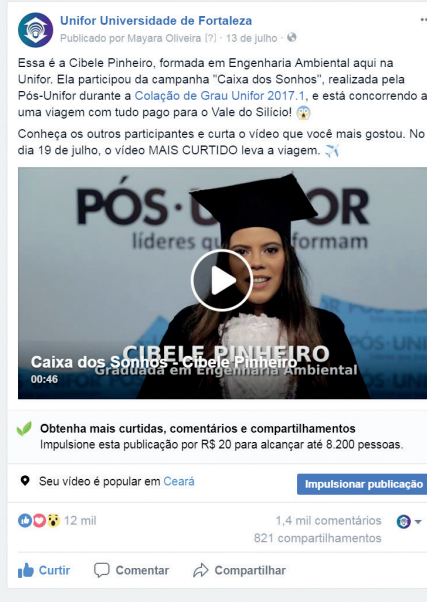 Unifor Universidade de Fortaleza
Publicado por Mayara Oliveira [?] · 13 de julho ·
Essa é a Cibele Pinheiro, formada em Engenharia Ambiental aqui na
Unifor. Ela participou da campanha "Caixa dos Sonhos", realizada pela
Pós-Unifor durante a Colação de Grau Unifor 2017.1, e está concorrendo a
uma viagem com tudo pago para o Vale do Silício!
Conheça os outros participantes e curta o vídeo que você mais gostou. No
dia 19 de julho, o vídeo MAIS CURTIDO leva a viagem.
PÓS·U OR
líderes qu formam
CIBELE PINHEIRO
Caixa dos Sonhos - Cibele Pinheiro
Graduada em Engenharia Ambiental
00:46
Obtenha mais curtidas, comentários e compartilhamentos
Impulsione esta publicação por R$ 20 para alcançar até 8.200 pessoas.
Seu vídeo é popular em Ceará
Impulsionar publicação
12 mil
1,4 mil comentários
821 compartilhamentos
Curtir Comentar Compartilhar